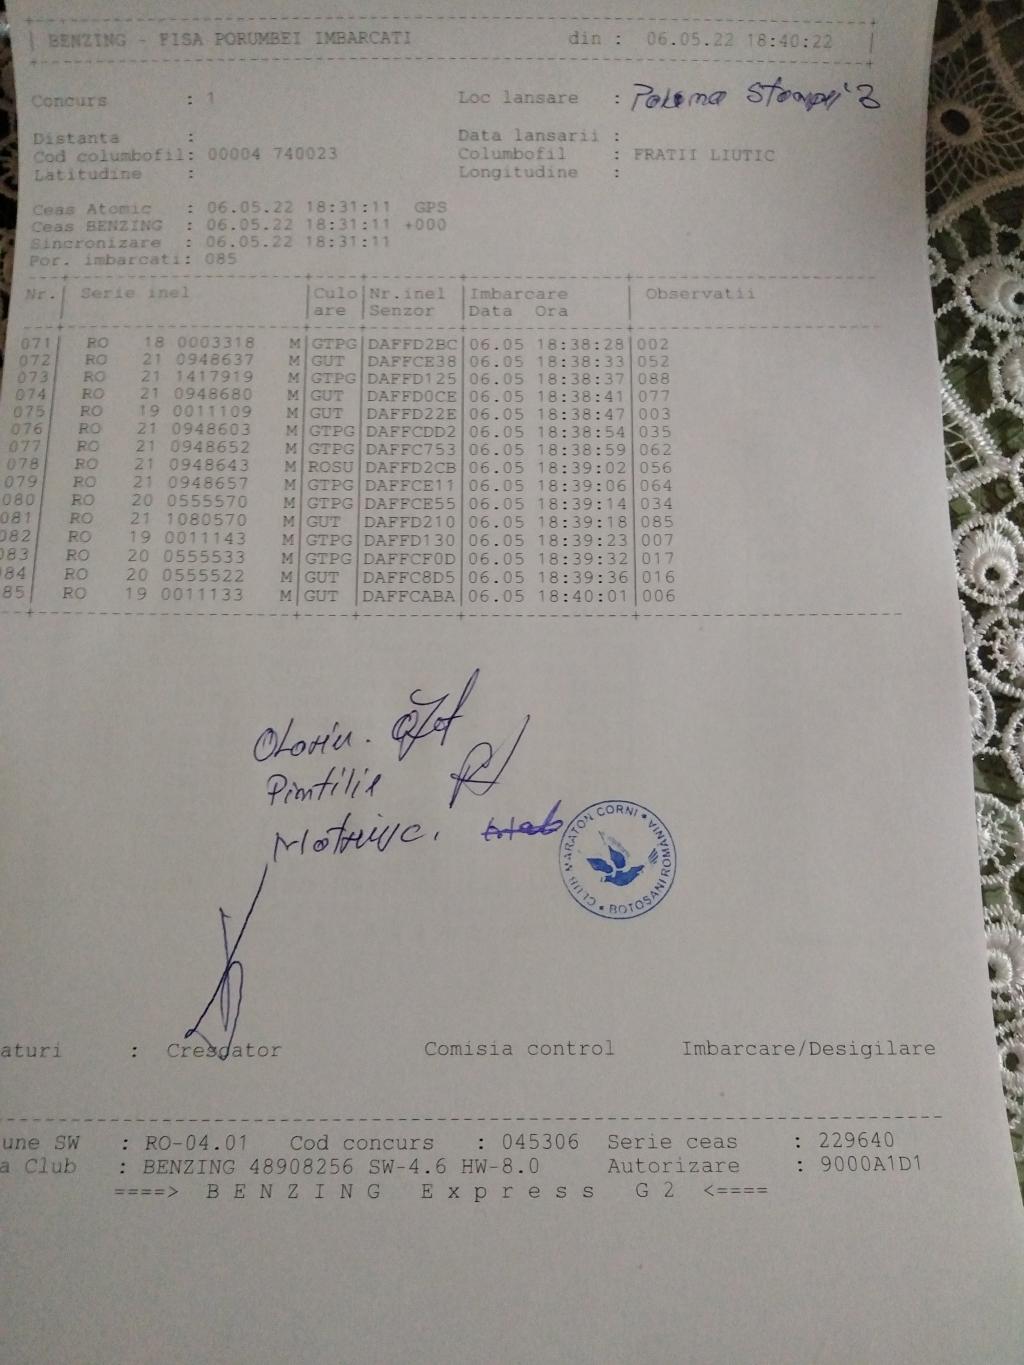 BENZING - FISA PORUMBEI IMBARCATI din : 06.05.22 18:40:22
Concurs : 1 Loc lansare :
Distanta : Data lansarii :
Cod columbofil: 00004 740023 Columbofil : FRATII LIUTIC
Latitudine : Longitudine :
Ceas Atomic : 06.05.22 18:31:11 GPS
Ceas BENZING : 06.05.22 18:31:11 +000
Sincronizare : 06.05.22 18:31:11
Por. imbarcati: 085
Nr. Serie inel Culo Nr.inel Imbarcare Observatii
are Senzor Data Ora
071 RO 18 0003318 M GTPG DAFFD2BC 06.05 18:38:28 002
072 RO 21 0948637 M GUT DAFFCE38 06.05 18:38:33 052
073 RO 21 1417919 M GTPG DAFFD125 06.05 18:38:37 088
074 RO 21 0948680 M GUT DAFFD0CE 06.05 18:38:41 077
075 RO 19 0011109 M GUT DAFFD22E 06.05 18:38:47 003
076 RO 21 0948603 M GTPG DAFFCDD2 06.05 18:38:54 035
077 RO 21 0948652 M GTPG DAFFC753 06.05 18:38:59 062
078 RO 21 0948643 M ROSU DAFFD2CB 06.05 18:39:02 056
079 RO 21 0948657 M GTPG DAFFCE11 06.05 18:39:06 064
080 RO 20 0555570 M GTPG DAFFCE55 06.05 18:39:14 034
081 RO 21 1080570 M GUT DAFFD210 06.05 18:39:18 085
082 RO 19 0011143 M GTPG DAFFD130 06.05 18:39:23 007
083 RO 20 0555533 M GTPG DAFFCF0D 06.05 18:39:32 017
84 RO 20 0555522 M GUT DAFFC8D5 06.05 18:39:36 016
85 RO 19 0011133 M GUT DAFFCABA 06.05 18:40:01 006
Pintilie
CLUB MARATON CORNI • BOTOSANI ROMANIA •
aturi : Crescator Comisia control Imbarcare/Desigilare
une SW : RO-04.01 Cod concurs : 045306 Serie ceas : 229640
a Club : BENZING 48908256 SW-4.6 HW-8.0 Autorizare : 9000A1D1
====> B E N Z I N G E x p r e s s G 2 <====